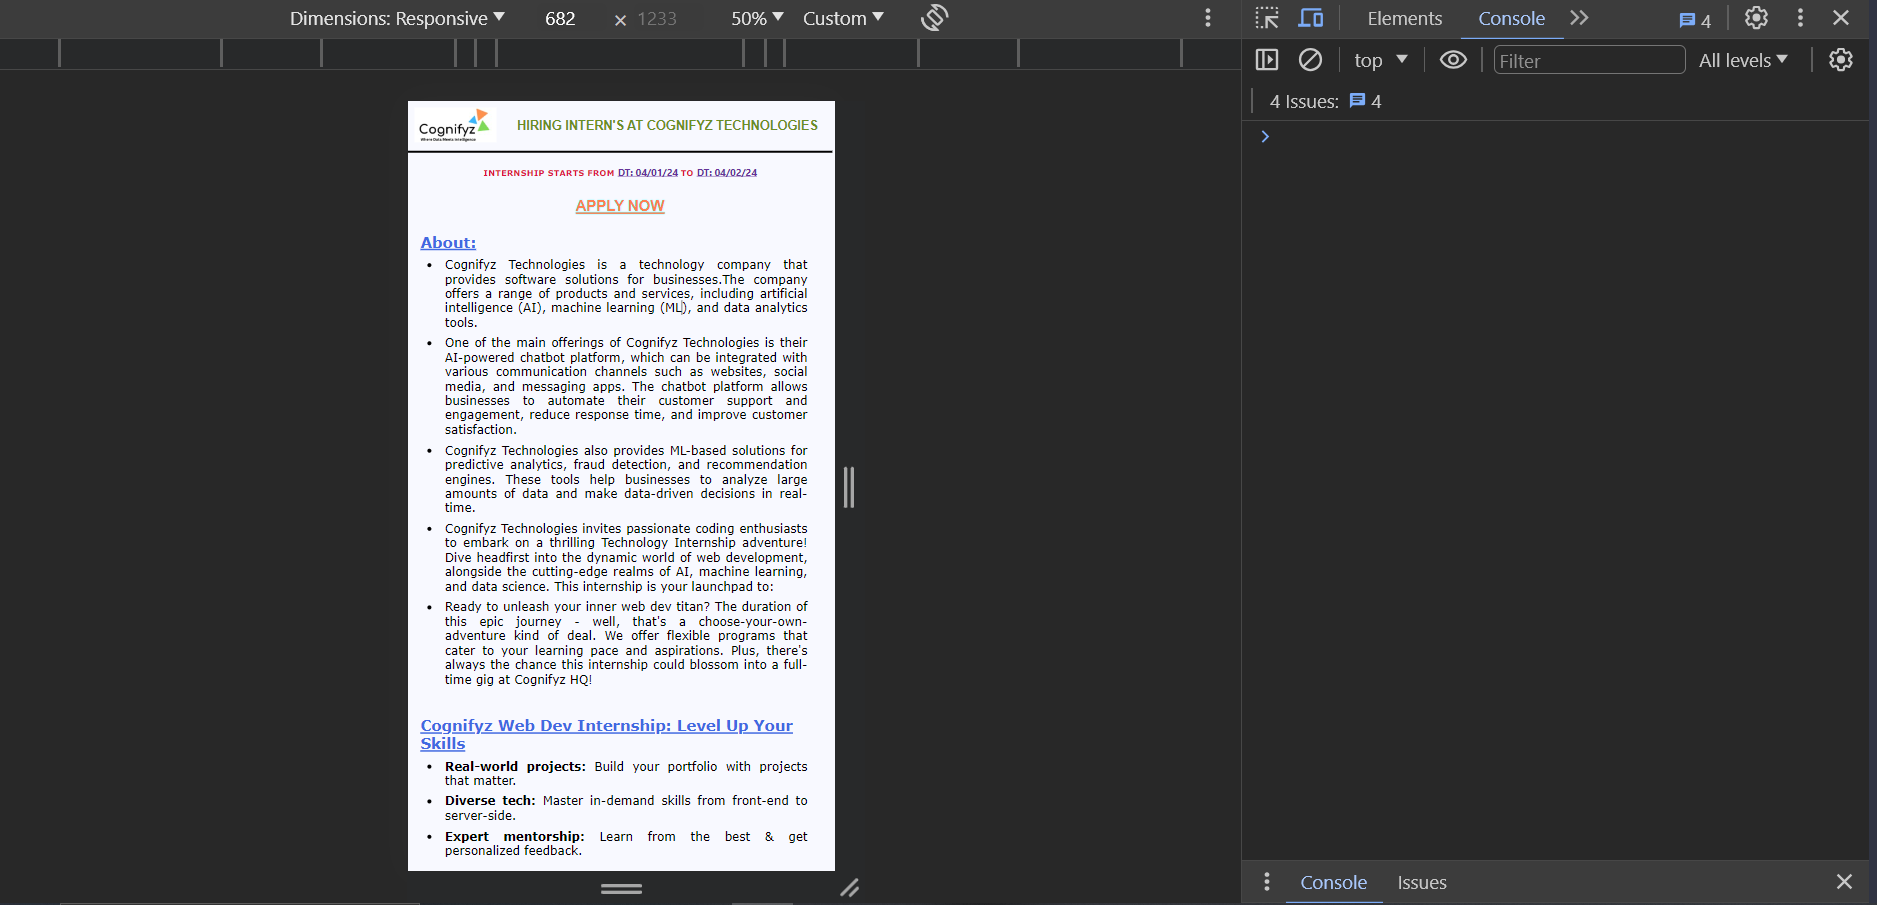 Dimensions: Responsive 682 × 1233 50% Custom
Elements Console 4
top Filter All levels
4 Issues: 4
Cognifyz
Where Data Meets Intelligence
HIRING INTERN'S AT COGNIFYZ TECHNOLOGIES
INTERNSHIP STARTS FROM DT: 04/01/24 TO DT: 04/02/24
APPLY NOW
About:
• Cognifyz Technologies is a technology company that
provides software solutions for businesses.The company
offers a range of products and services, including artificial
intelligence (AI), machine learning (ML), and data analytics
tools.
• One of the main offerings of Cognifyz Technologies is their
AI-powered chatbot platform, which can be integrated with
various communication channels such as websites, social
media, and messaging apps. The chatbot platform allows
businesses to automate their customer support and
engagement, reduce response time, and improve customer
satisfaction.
• Cognifyz Technologies also provides ML-based solutions for
predictive analytics, fraud detection, and recommendation
engines. These tools help businesses to analyze large
amounts of data and make data-driven decisions in real-
time.
• Cognifyz Technologies invites passionate coding enthusiasts
to embark on a thrilling Technology Internship adventure!
Dive headfirst into the dynamic world of web development,
alongside the cutting-edge realms of AI, machine learning,
and data science. This internship is your launchpad to:
• Ready to unleash your inner web dev titan? The duration of
this epic journey - well, that's a choose-your-own-
adventure kind of deal. We offer flexible programs that
cater to your learning pace and aspirations. Plus, there's
always the chance this internship could blossom into a full-
time gig at Cognifyz HQ!
Cognifyz Web Dev Internship: Level Up Your
Skills
• Real-world projects: Build your portfolio with projects
that matter.
• Diverse tech: Master in-demand skills from front-end to
server-side.
• Expert mentorship: Learn from the best & get
personalized feedback.
Console Issues